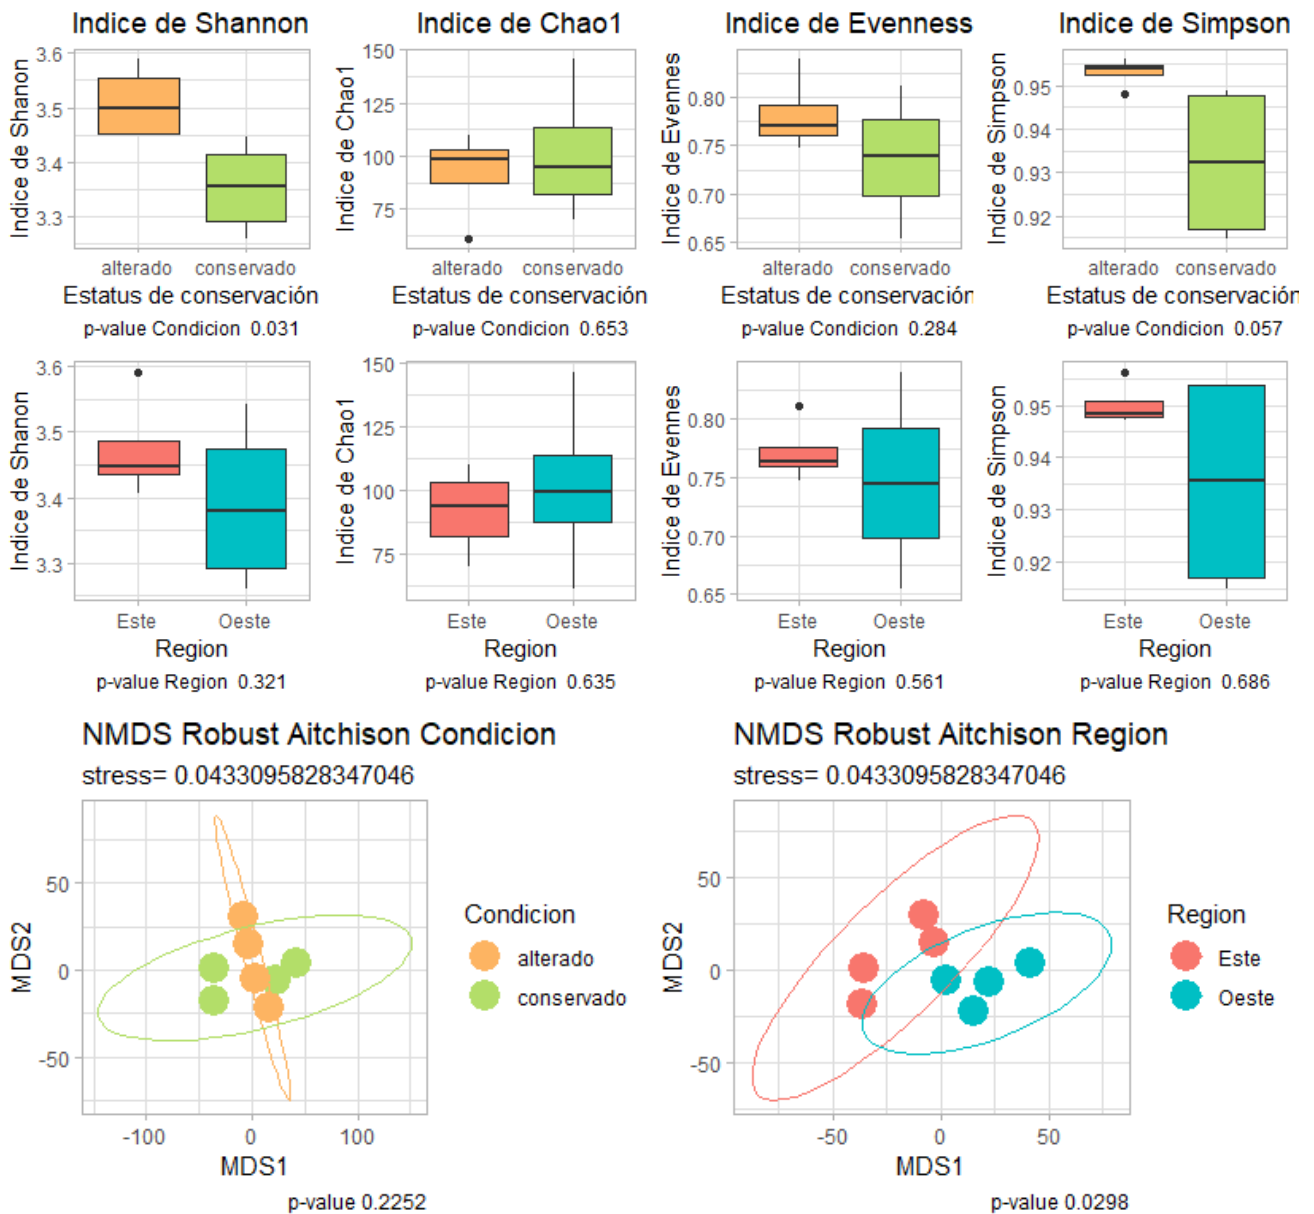 Indice de Shannon
Indice de Chao1
Indice de Evenness
Indice de Simpson
Indice de Shanon
3.6
3.5
3.4
3.3
alterado conservado
Estatus de conservación
p-value Condicion 0.031
Indice de Chao1
150
125
100
75
alterado conservado
Estatus de conservación
p-value Condicion 0.653
Indice de Evennes
0.80
0.75
0.70
0.65
alterado conservado
Estatus de conservación
p-value Condicion 0.284
Indice de Simpson
0.95
0.94
0.93
0.92
alterado conservado
Estatus de conservación
p-value Condicion 0.057
Indice de Shanon
3.6
3.5
3.4
3.3
Este Oeste
Region
p-value Region 0.321
Indice de Chao1
150
125
100
75
Este Oeste
Region
p-value Region 0.635
Indice de Evennes
0.80
0.75
0.70
0.65
Este Oeste
Region
p-value Region 0.561
Indice de Simpson
0.95
0.94
0.93
0.92
Este Oeste
Region
p-value Region 0.686
NMDS Robust Aitchison Condicion
stress= 0.0433095828347046
MDS2
50
0
-50
-100 0 100
MDS1
p-value 0.2252
Condicion
alterado
conservado
NMDS Robust Aitchison Region
stress= 0.0433095828347046
MDS2
50
0
-50
-50 0 50
MDS1
p-value 0.0298
Region
Este
Oeste